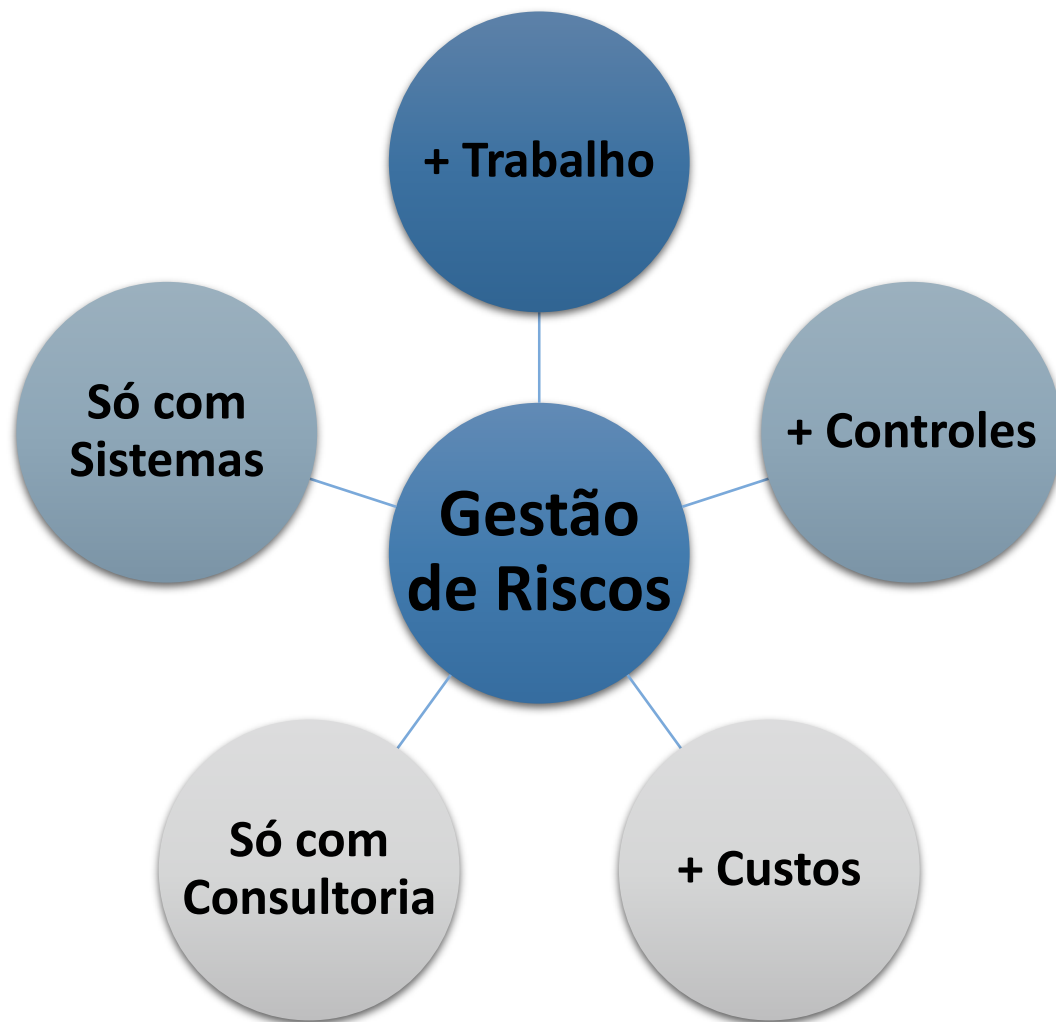 + Trabalho
Só com
Sistemas
+ Controles
Gestão
de Riscos
Só com
Consultoria
+ Custos